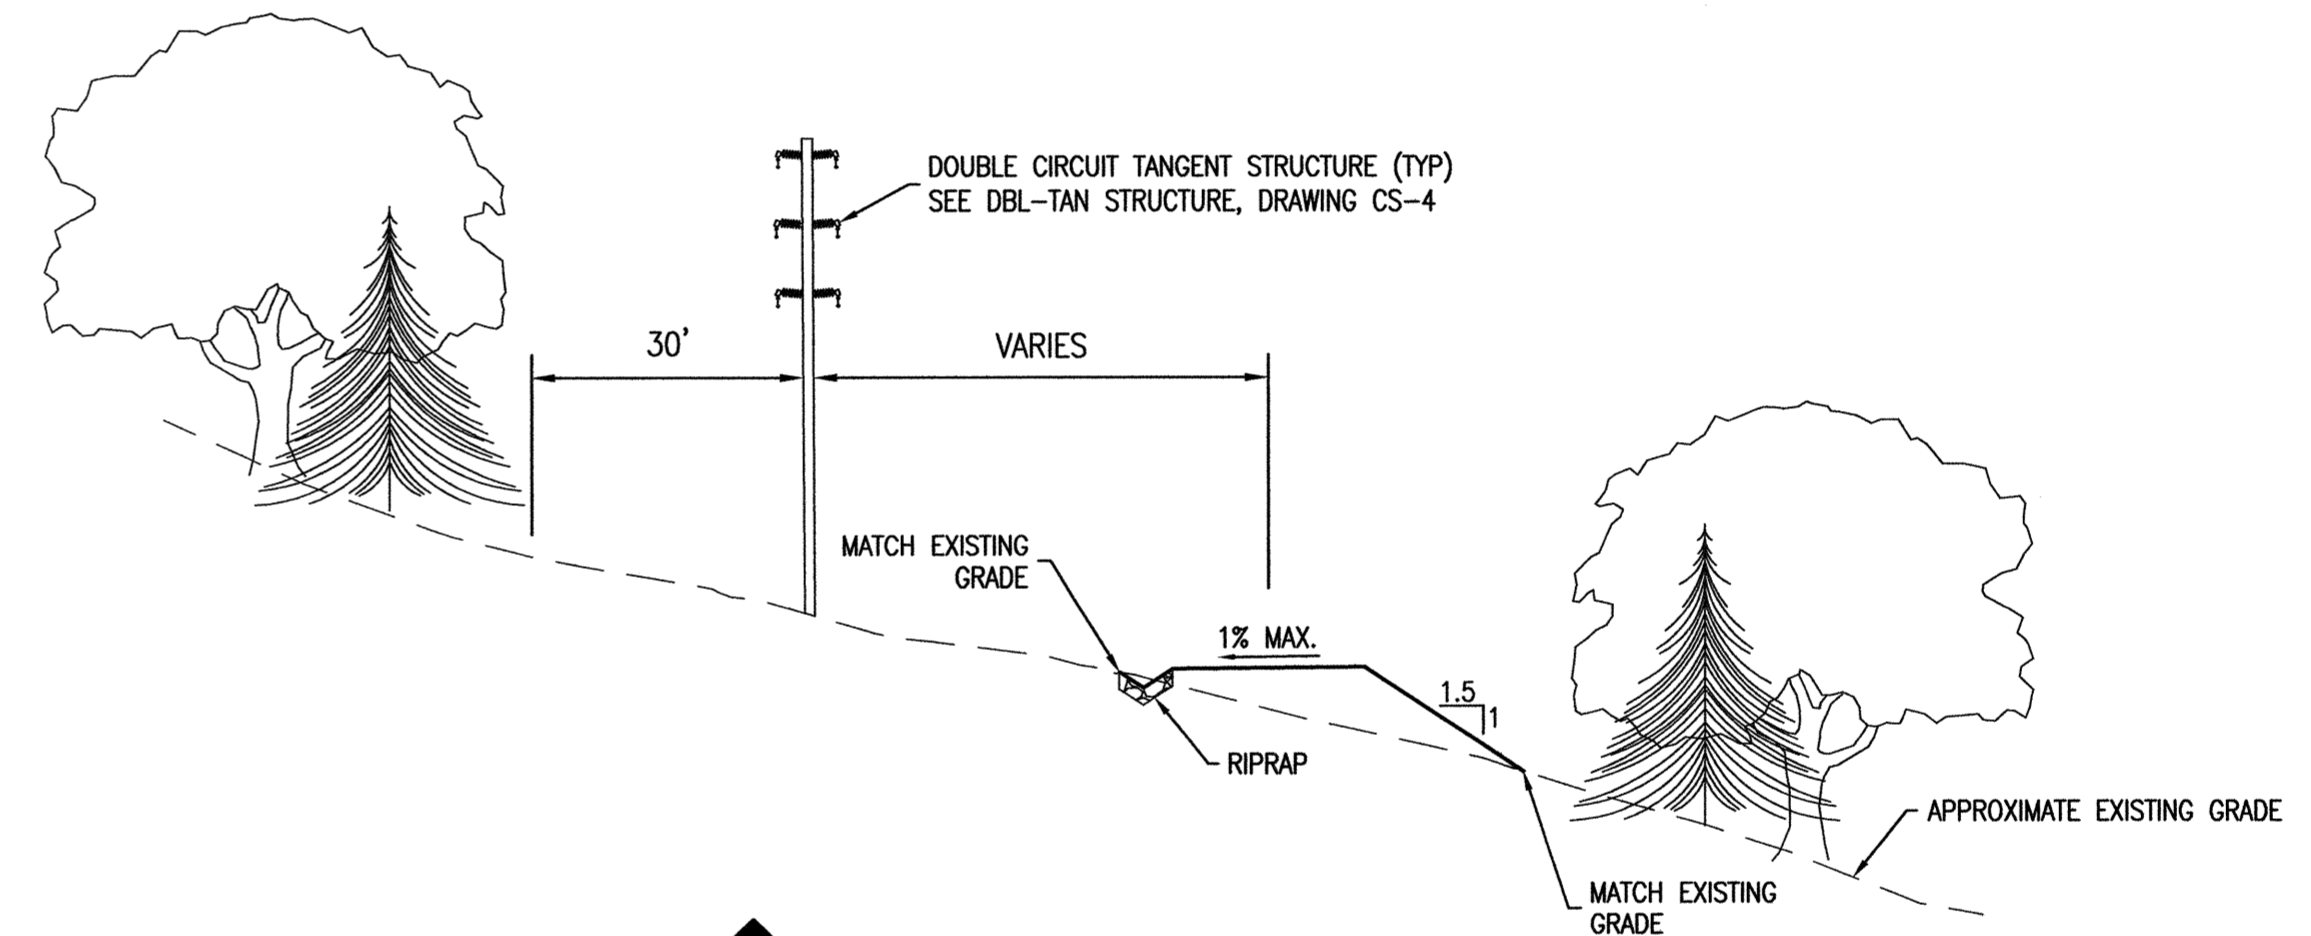 DOUBLE CIRCUIT TANGENT STRUCTURE (TYP)
SEE DBL-TAN STRUCTURE, DRAWING CS-4
30'
VARIES
MATCH EXISTING
GRADE
1% MAX.
1.5
1
RIPRAP
APPROXIMATE EXISTING GRADE
MATCH EXISTING
GRADE